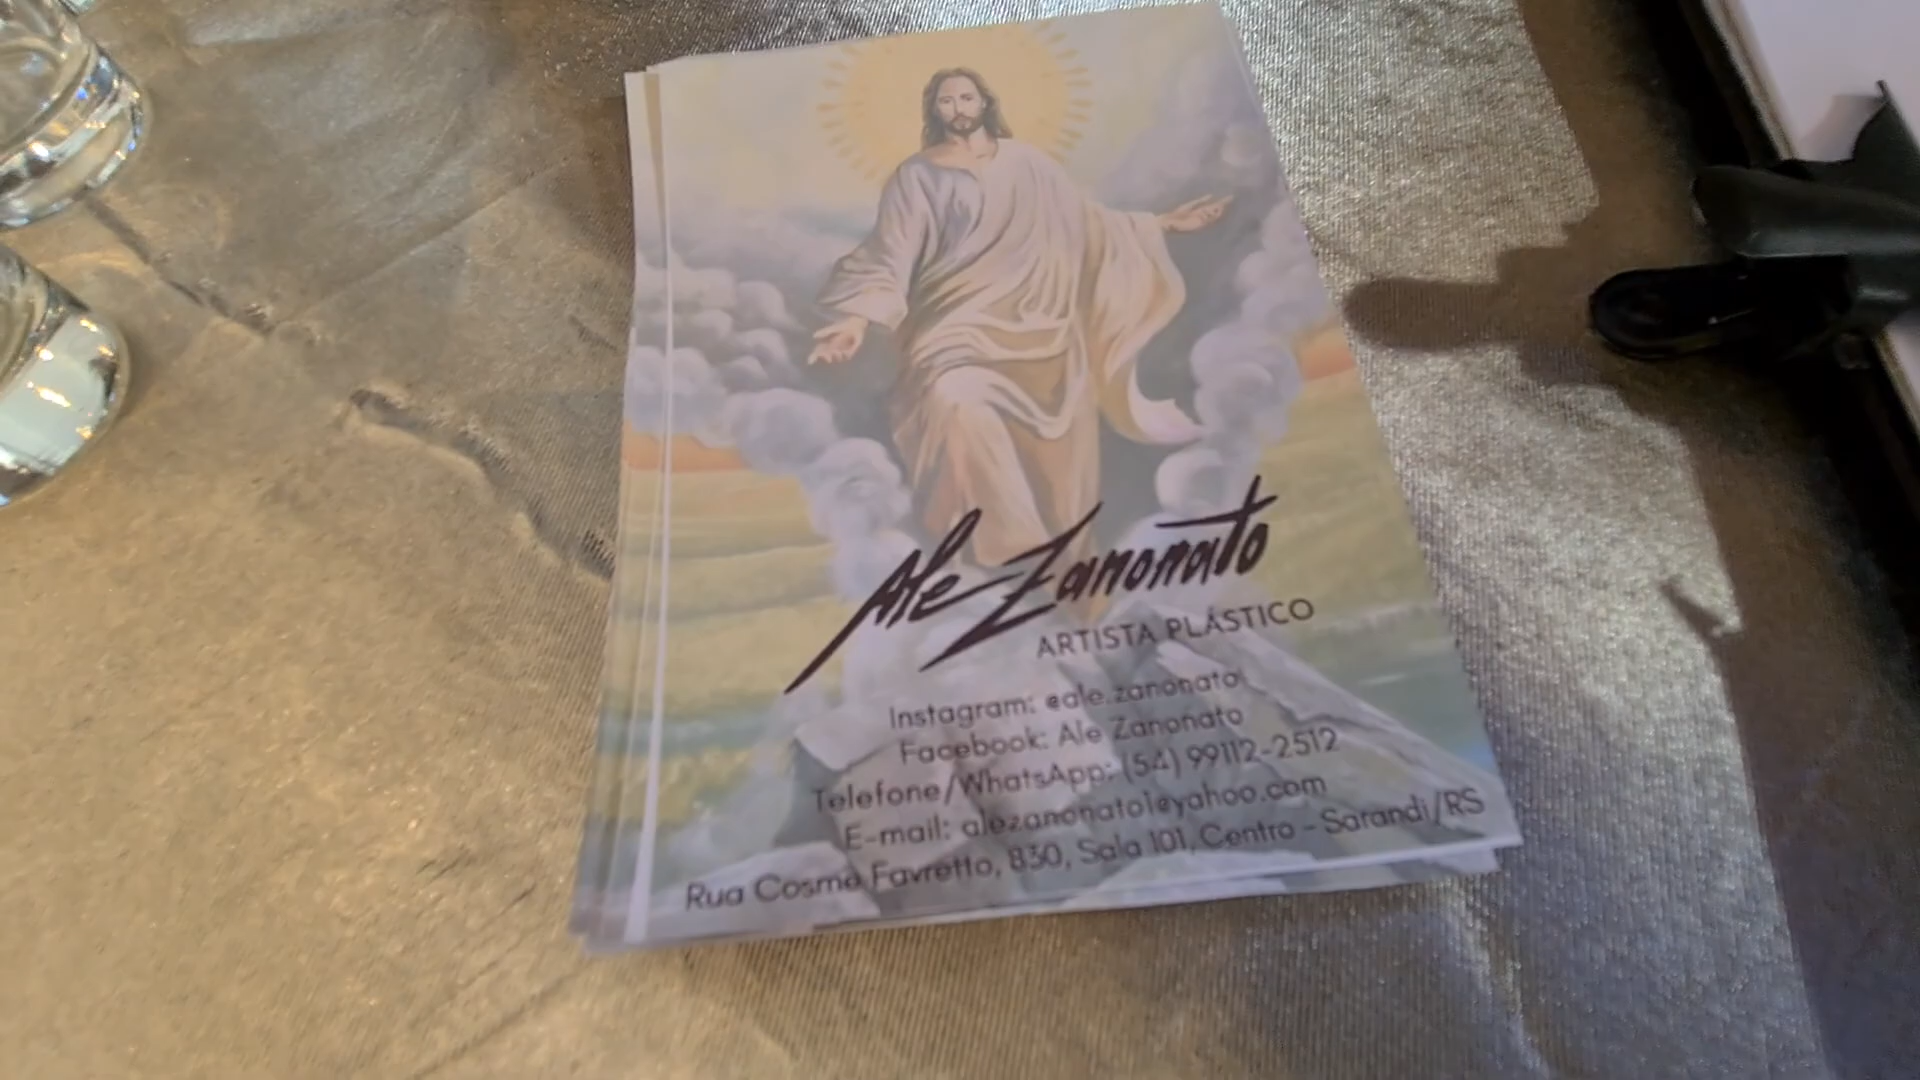 Ale Zanonato
ARTISTA PLÁSTICO
Instagram: @ale.zanonato
Facebook: Ale Zanonato
Telefone/WhatsApp: (54) 99112-2512
E-mail: alezanonato1@yahoo.com
Rua Cosme Favretto, 830, Sala 101, Centro - Sarandi/RS